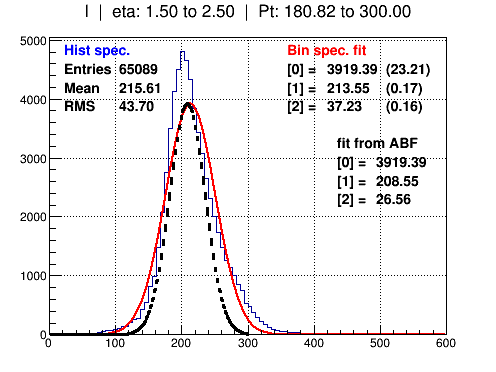 I | eta: 1.50 to 2.50 | Pt: 180.82 to 300.00
Hist spec.
Entries 65089
Mean 215.61
RMS 43.70
Bin spec. fit
[0] = 3919.39 (23.21)
[1] = 213.55 (0.17)
[2] = 37.23 (0.16)
fit from ABF
[0] = 3919.39
[1] = 208.55
[2] = 26.56
5000
4000
3000
2000
1000
0
0 100 200 300 400 500 600